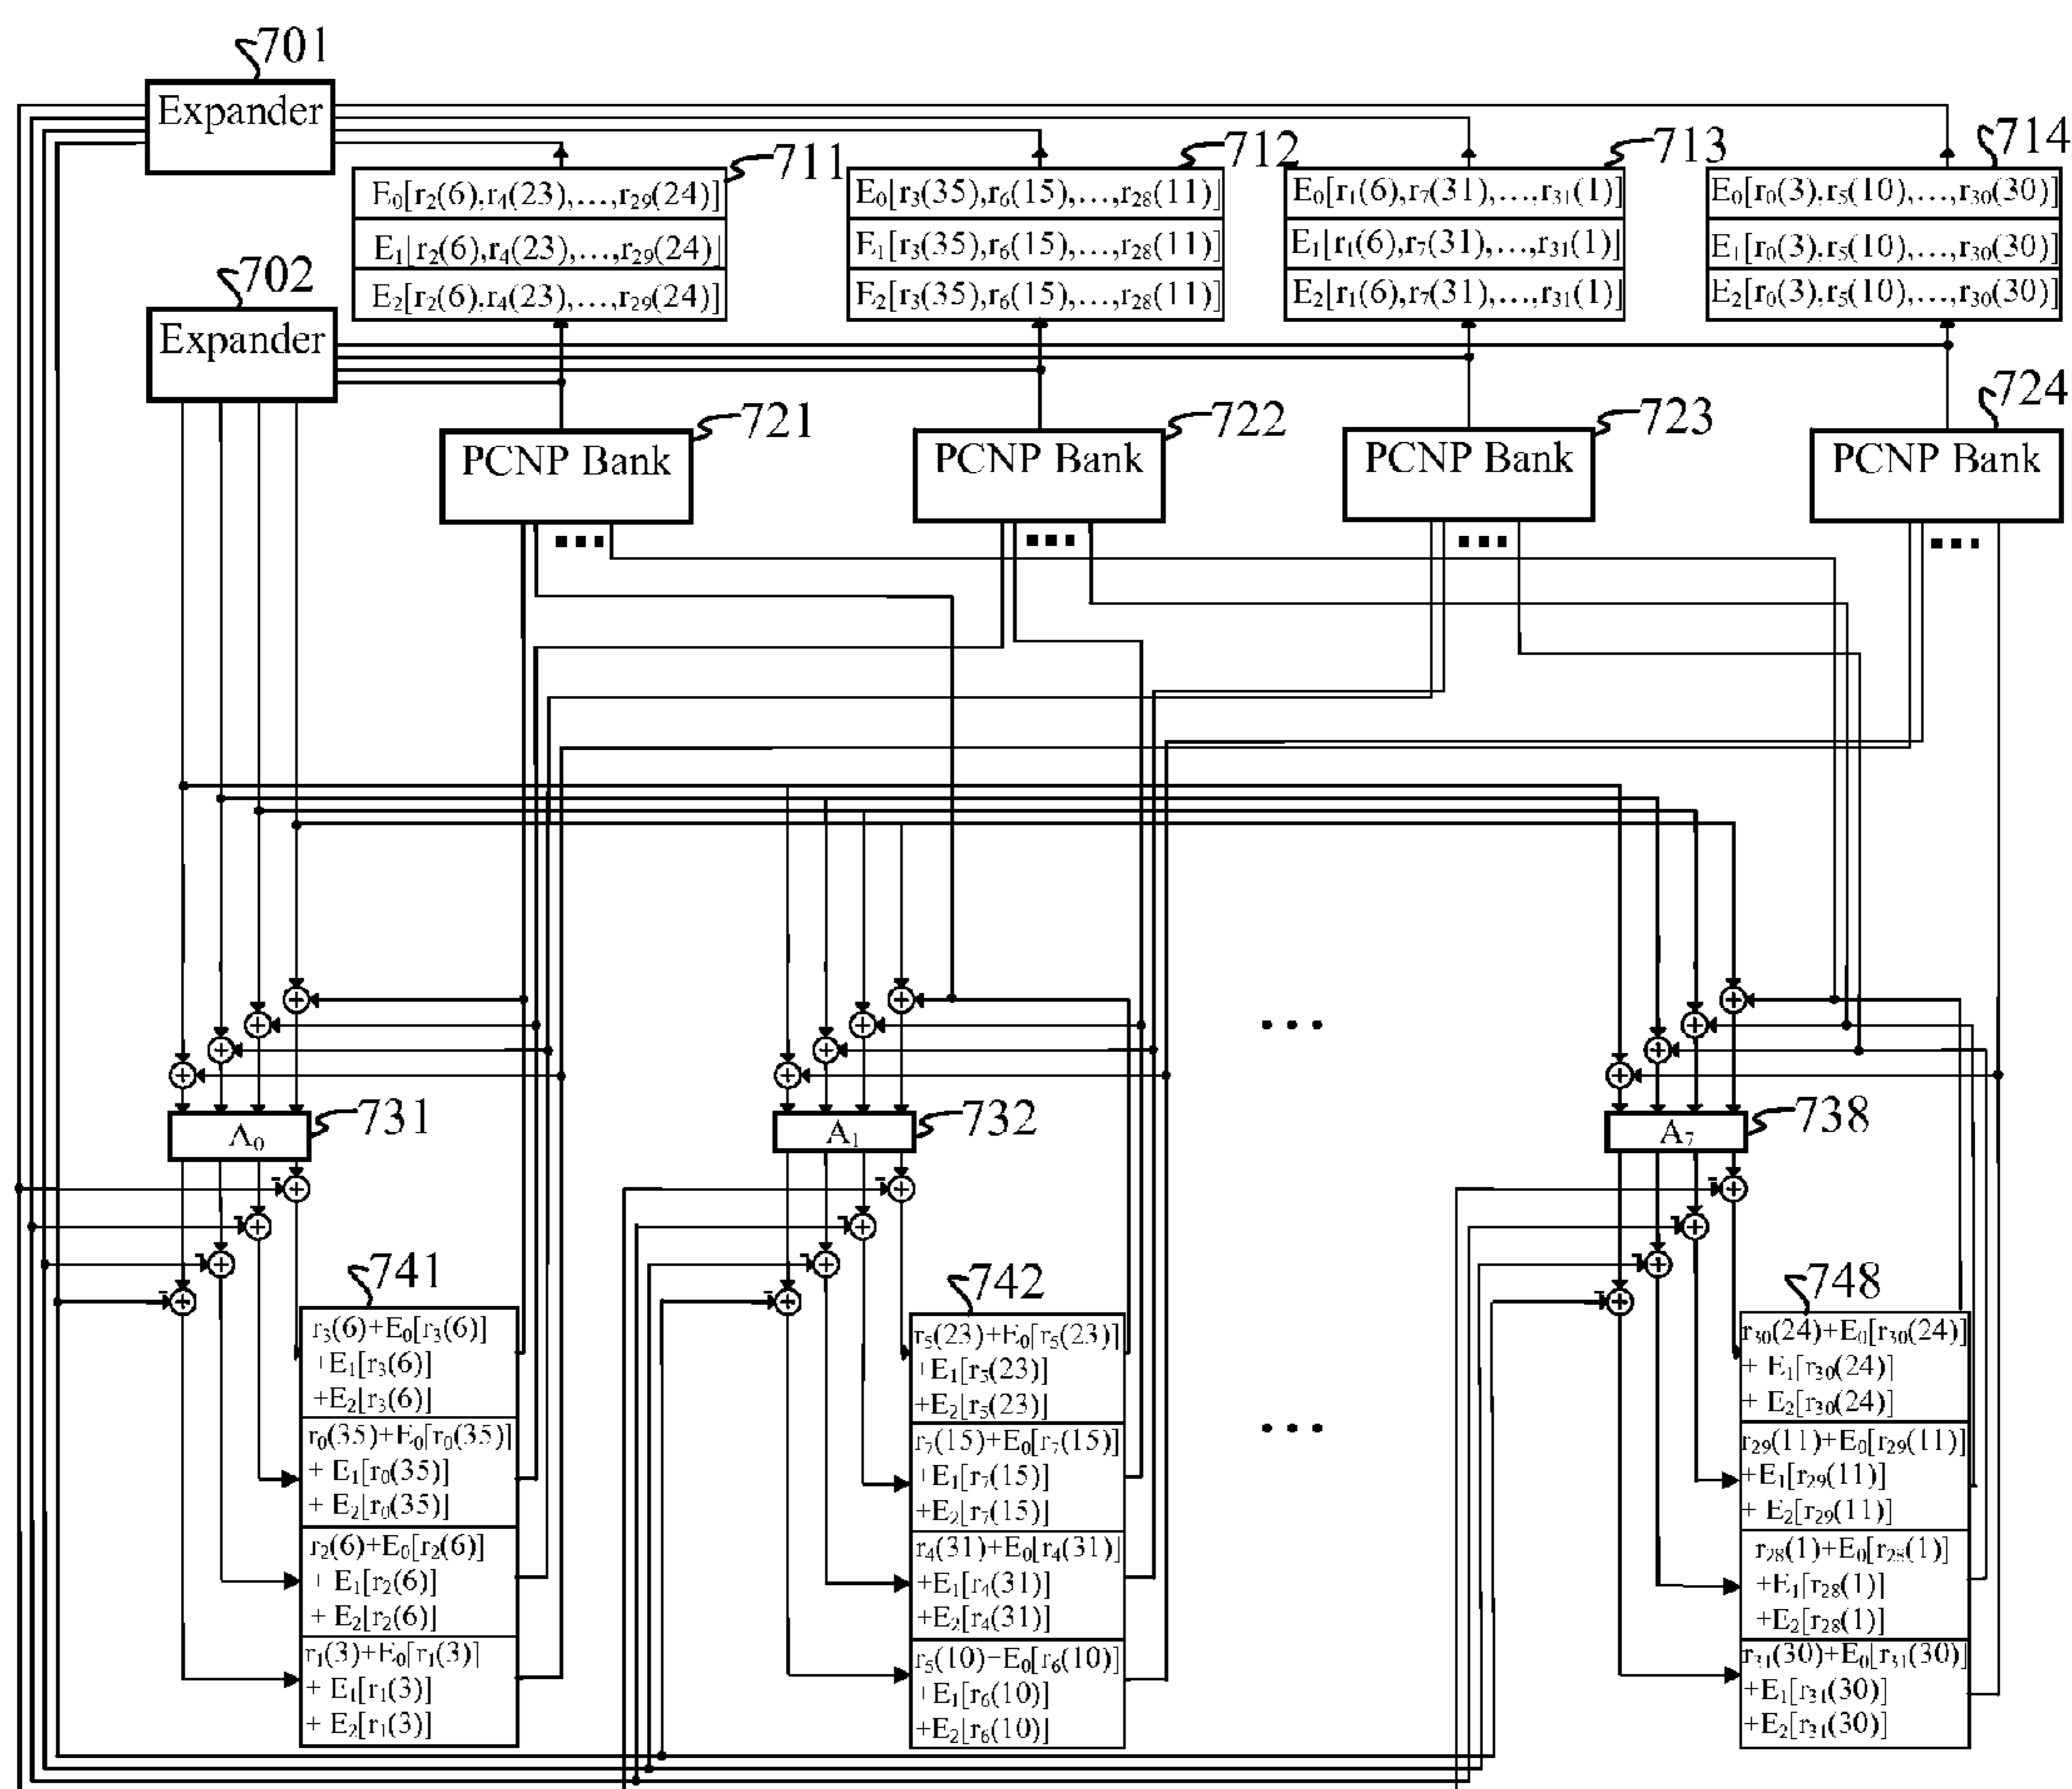 701
Expander
711
712
713
714
E₀[r₂(6),r₄(23),...,r₂₉(24)]
E₁[r₂(6),r₄(23),...,r₂₉(24)]
E₂[r₂(6),r₄(23),...,r₂₉(24)]
E₀[r₃(35),r₆(15),...,r₂₈(11)]
E₁[r₃(35),r₆(15),...,r₂₈(11)]
E₂[r₃(35),r₆(15),...,r₂₈(11)]
E₀[r₁(6),r₇(31),...,r₃₁(1)]
E₁[r₁(6),r₇(31),...,r₃₁(1)]
E₂[r₁(6),r₇(31),...,r₃₁(1)]
E₀[r₀(3),r₅(10),...,r₃₀(30)]
E₁[r₀(3),r₅(10),...,r₃₀(30)]
E₂[r₀(3),r₅(10),...,r₃₀(30)]
702
Expander
721
PCNP Bank
722
PCNP Bank
723
PCNP Bank
724
PCNP Bank
731
A₀
732
A₁
738
A₇
741
r₃(6)+E₀[r₃(6)]
+E₁[r₃(6)]
+E₂[r₃(6)]
r₀(35)+E₀[r₀(35)]
+ E₁[r₀(35)]
+ E₂[r₀(35)]
r₂(6)+E₀[r₂(6)]
+ E₁[r₂(6)]
+ E₂[r₂(6)]
r₁(3)+E₀[r₁(3)]
+ E₁[r₁(3)]
+ E₂[r₁(3)]
742
r₅(23)+E₀[r₅(23)]
+E₁[r₅(23)]
+E₂[r₅(23)]
r₇(15)+E₀[r₇(15)]
+E₁[r₇(15)]
+E₂[r₇(15)]
r₄(31)+E₀[r₄(31)]
+E₁[r₄(31)]
+E₂[r₄(31)]
r₅(10)+E₀[r₆(10)]
+E₁[r₆(10)]
+E₂[r₆(10)]
748
r₃₀(24)+E₀[r₃₀(24)]
+ E₁[r₃₀(24)]
+ E₂[r₃₀(24)]
r₂₉(11)+E₀[r₂₉(11)]
+E₁[r₂₉(11)]
+ E₂[r₂₉(11)]
r₂₈(1)+E₀[r₂₈(1)]
+E₁[r₂₈(1)]
+E₂[r₂₈(1)]
r₃₁(30)+E₀[r₃₁(30)]
+E₁[r₃₁(30)]
+E₂[r₃₁(30)]